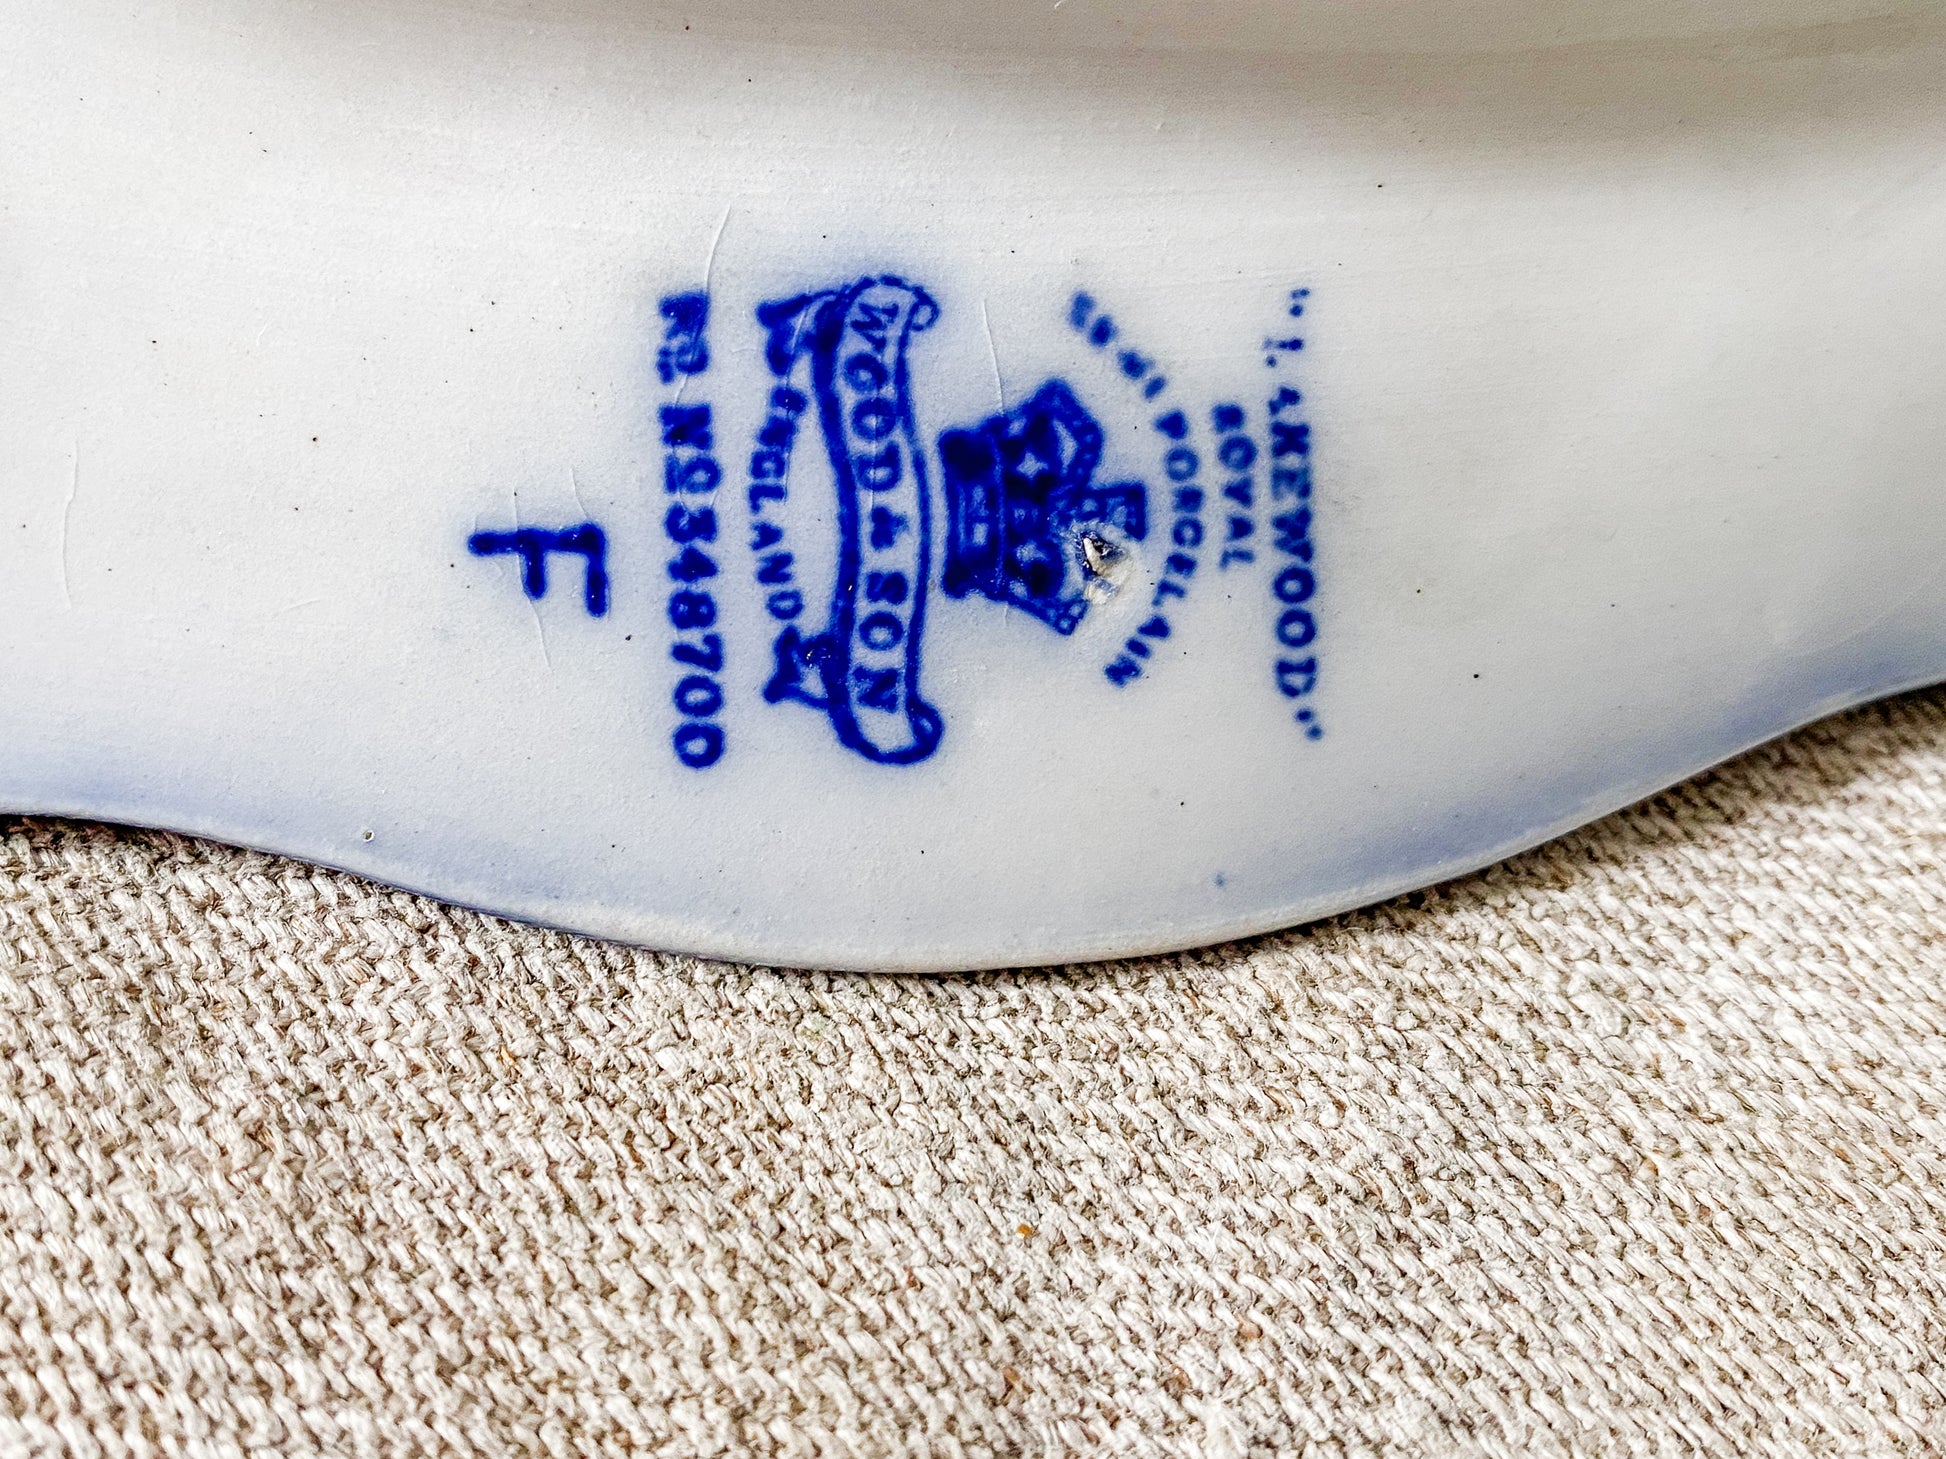 "LAKEWOOD"
ROYAL
SEMI PORCELAIN
WOOD & SON
ENGLAND
Rd No 348700
F